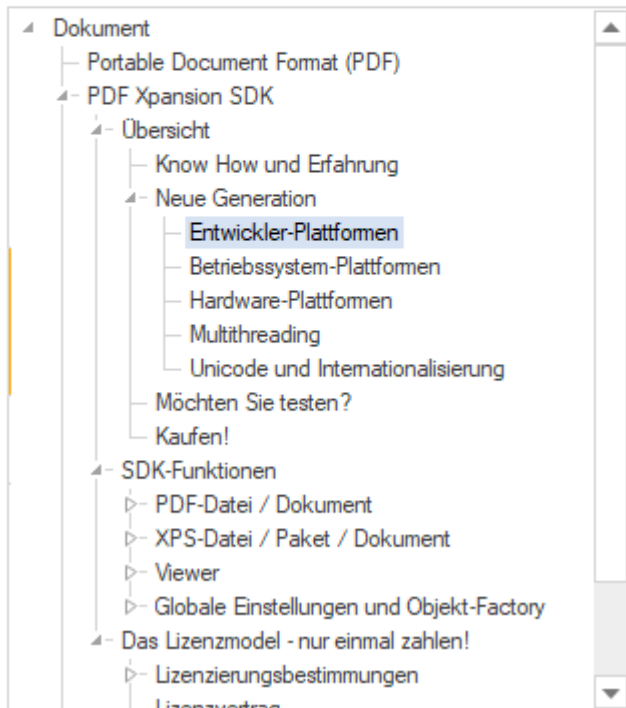 Dokument
Portable Document Format (PDF)
PDF Xpansion SDK
Übersicht
Know How und Erfahrung
Neue Generation
Entwickler-Plattformen
Betriebssystem-Plattformen
Hardware-Plattformen
Multithreading
Unicode und Internationalisierung
Möchten Sie testen?
Kaufen!
SDK-Funktionen
PDF-Datei / Dokument
XPS-Datei / Paket / Dokument
Viewer
Globale Einstellungen und Objekt-Factory
Das Lizenzmodel - nur einmal zahlen!
Lizenzierungsbestimmungen
Lizenzvertrag